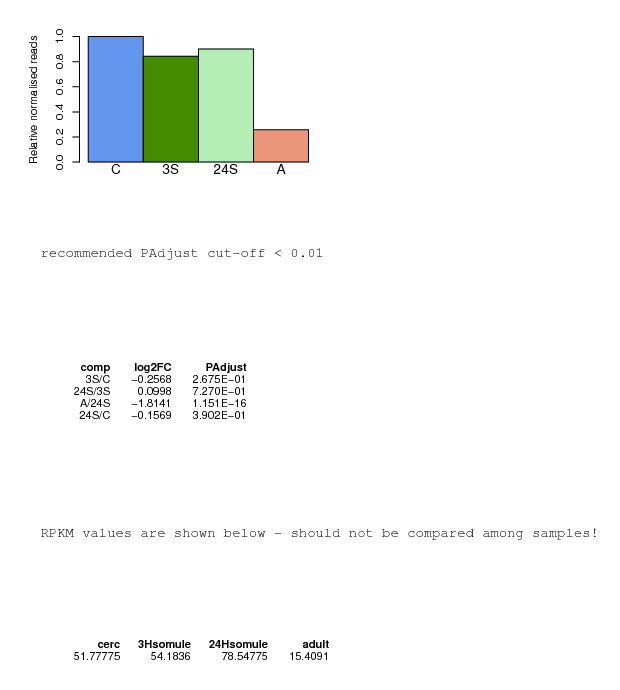 Relative normalised reads
1.0
0.8
0.6
0.4
0.2
0.0
C 3S 24S A
recommended PAdjust cut-off < 0.01
comp log2FC PAdjust
3S/C −0.2568 2.675E−01
24S/3S 0.0998 7.270E−01
A/24S −1.8141 1.151E−16
24S/C −0.1569 3.902E−01
RPKM values are shown below - should not be compared among samples!
cerc 3Hsomule 24Hsomule adult
51.77775 54.1836 78.54775 15.4091